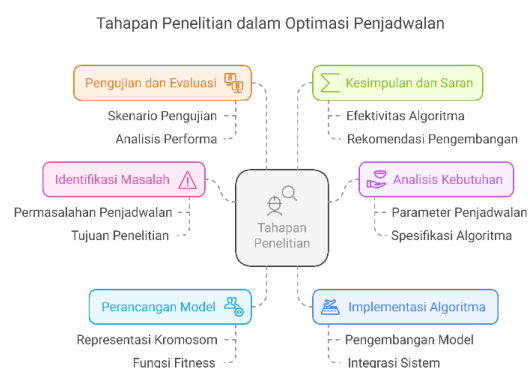 Tahapan Penelitian dalam Optimasi Penjadwalan
Pengujian dan Evaluasi
Skenario Pengujian
Analisis Performa
Kesimpulan dan Saran
Efektivitas Algoritma
Rekomendasi Pengembangan
Identifikasi Masalah
Permasalahan Penjadwalan
Tujuan Penelitian
Tahapan
Penelitian
Analisis Kebutuhan
Parameter Penjadwalan
Spesifikasi Algoritma
Perancangan Model
Representasi Kromosom
Fungsi Fitness
Implementasi Algoritma
Pengembangan Model
Integrasi Sistem